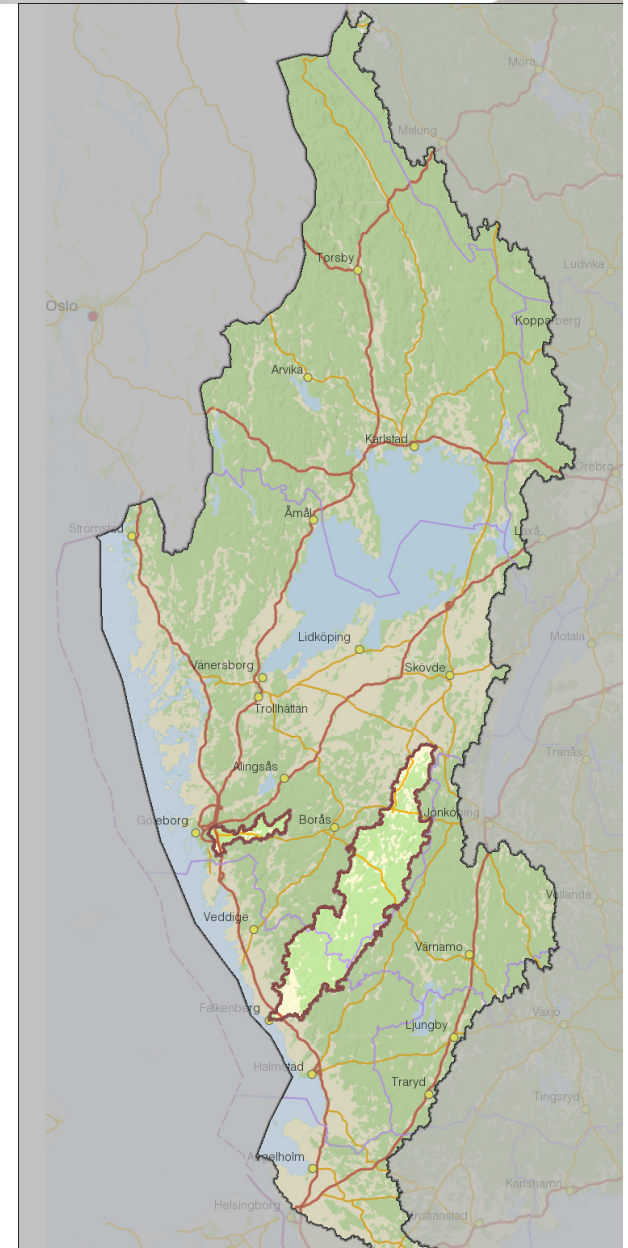 Mora
Malung
Torsby
Ludvika
Oslo
Kopparberg
Arvika
Karlstad
Örebro
Åmål
Strömstad
Laxå
Lidköping
Motala
Vänersborg
Skövde
Trollhättan
Tranås
Alingsås
Göteborg
Borås
Jönköping
Vetlanda
Veddige
Värnamo
Falkenberg
Växjö
Ljungby
Halmstad
Traryd
Tingsryd
Ängelholm
Karlshamn
Helsingborg
Kristianstad